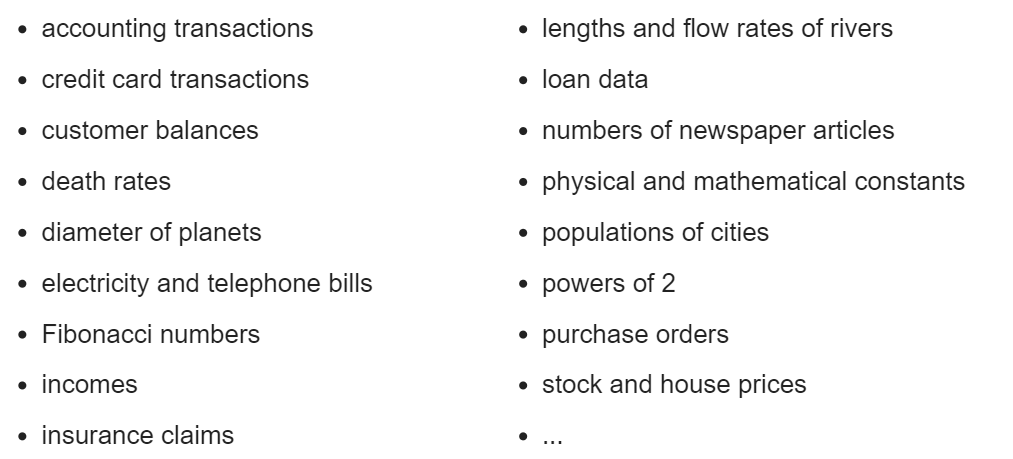 • accounting transactions
• credit card transactions
• customer balances
• death rates
• diameter of planets
• electricity and telephone bills
• Fibonacci numbers
• incomes
• insurance claims
• lengths and flow rates of rivers
• loan data
• numbers of newspaper articles
• physical and mathematical constants
• populations of cities
• powers of 2
• purchase orders
• stock and house prices
• ...